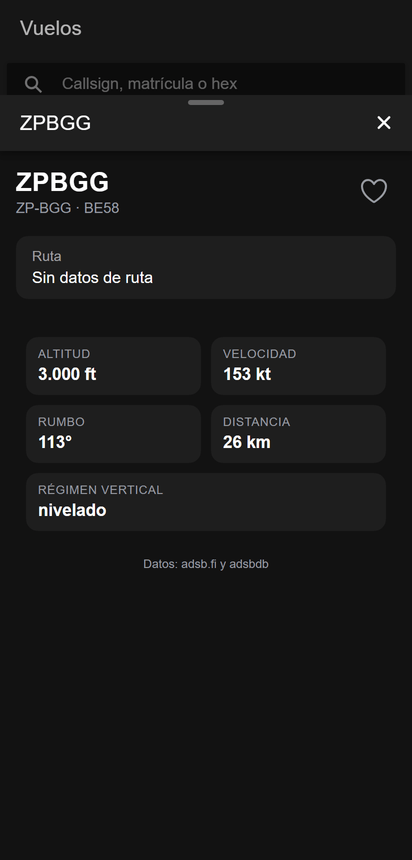 Vuelos
Callsign, matrícula o hex
ZPBGG
ZPBGG
ZP-BGG · BE58
Ruta
Sin datos de ruta
ALTITUD
3.000 ft
VELOCIDAD
153 kt
RUMBO
113°
DISTANCIA
26 km
RÉGIMEN VERTICAL
nivelado
Datos: adsb.fi y adsbdb